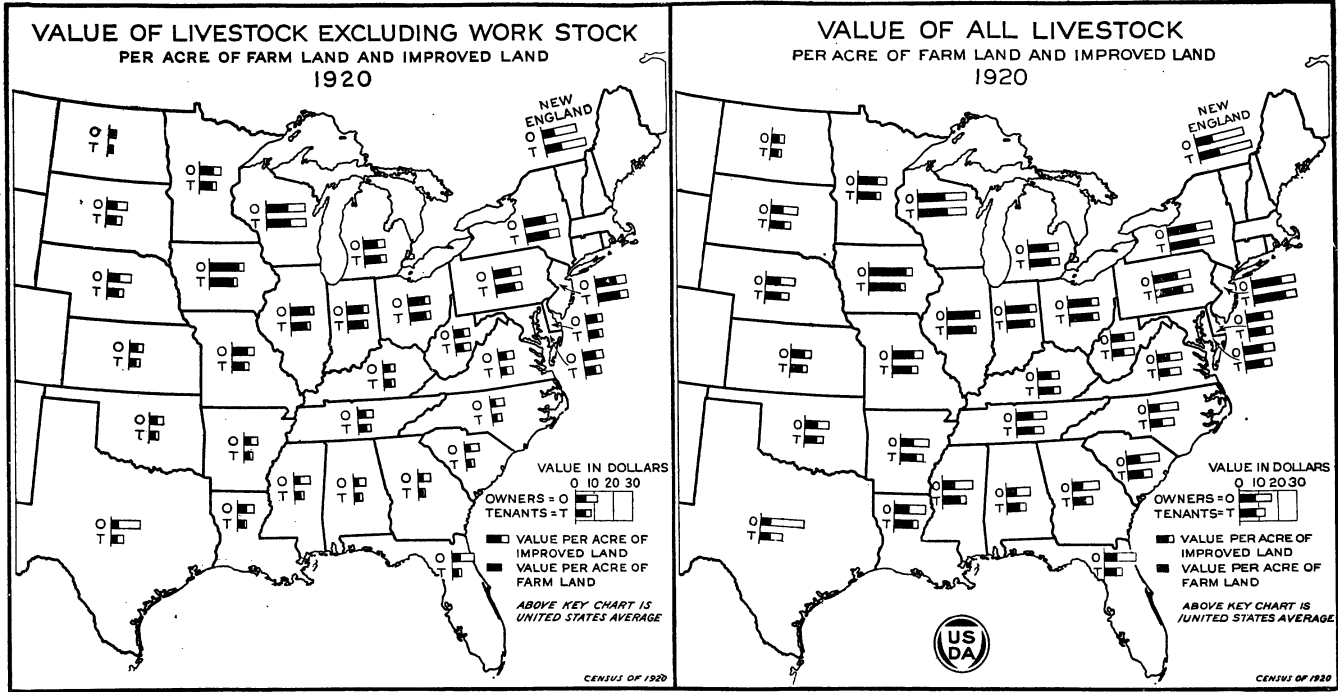 VALUE OF LIVESTOCK EXCLUDING WORK STOCK
PER ACRE OF FARM LAND AND IMPROVED LAND
1920
NEW
ENGLAND
O
T
O
T
O
T
O
T
O
T
O
T
O
T
O
T
O
T
O
T
O
T
O
T
O
T
O
T
O
T
O
T
O
T
O
T
O
T
O
T
O
T
O
T
O
T
O
T
O
T
O
T
O
T
O
T
O
T
O
T
O
T
O
T
VALUE IN DOLLARS
0 10 20 30
OWNERS = O
TENANTS = T
VALUE PER ACRE OF
IMPROVED LAND
VALUE PER ACRE OF
FARM LAND
ABOVE KEY CHART IS
UNITED STATES AVERAGE
CENSUS OF 1920
VALUE OF ALL LIVESTOCK
PER ACRE OF FARM LAND AND IMPROVED LAND
1920
NEW
ENGLAND
O
T
O
T
O
T
O
T
O
T
O
T
O
T
O
T
O
T
O
T
O
T
O
T
O
T
O
T
O
T
O
T
O
T
O
T
O
T
O
T
O
T
O
T
O
T
O
T
O
T
O
T
O
T
O
T
O
T
O
T
O
T
O
T
VALUE IN DOLLARS
0 10 20 30
OWNERS = O
TENANTS = T
VALUE PER ACRE OF
IMPROVED LAND
VALUE PER ACRE OF
FARM LAND
ABOVE KEY CHART IS
UNITED STATES AVERAGE
US
DA
CENSUS OF 1920